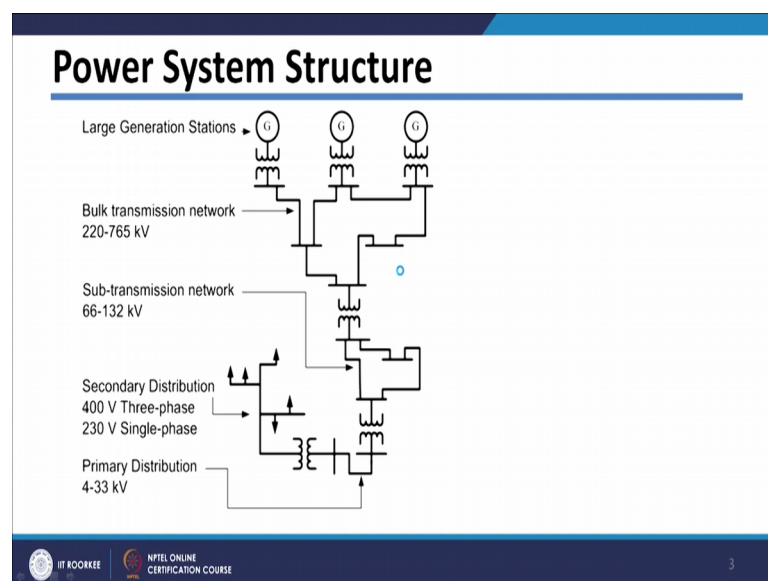 Power System Structure
Large Generation Stations
G
G
G
Bulk transmission network
220-765 kV
Sub-transmission network
66-132 kV
Secondary Distribution
400 V Three-phase
230 V Single-phase
Primary Distribution
4-33 kV
IIT ROORKEE
NPTEL ONLINE
CERTIFICATION COURSE
3